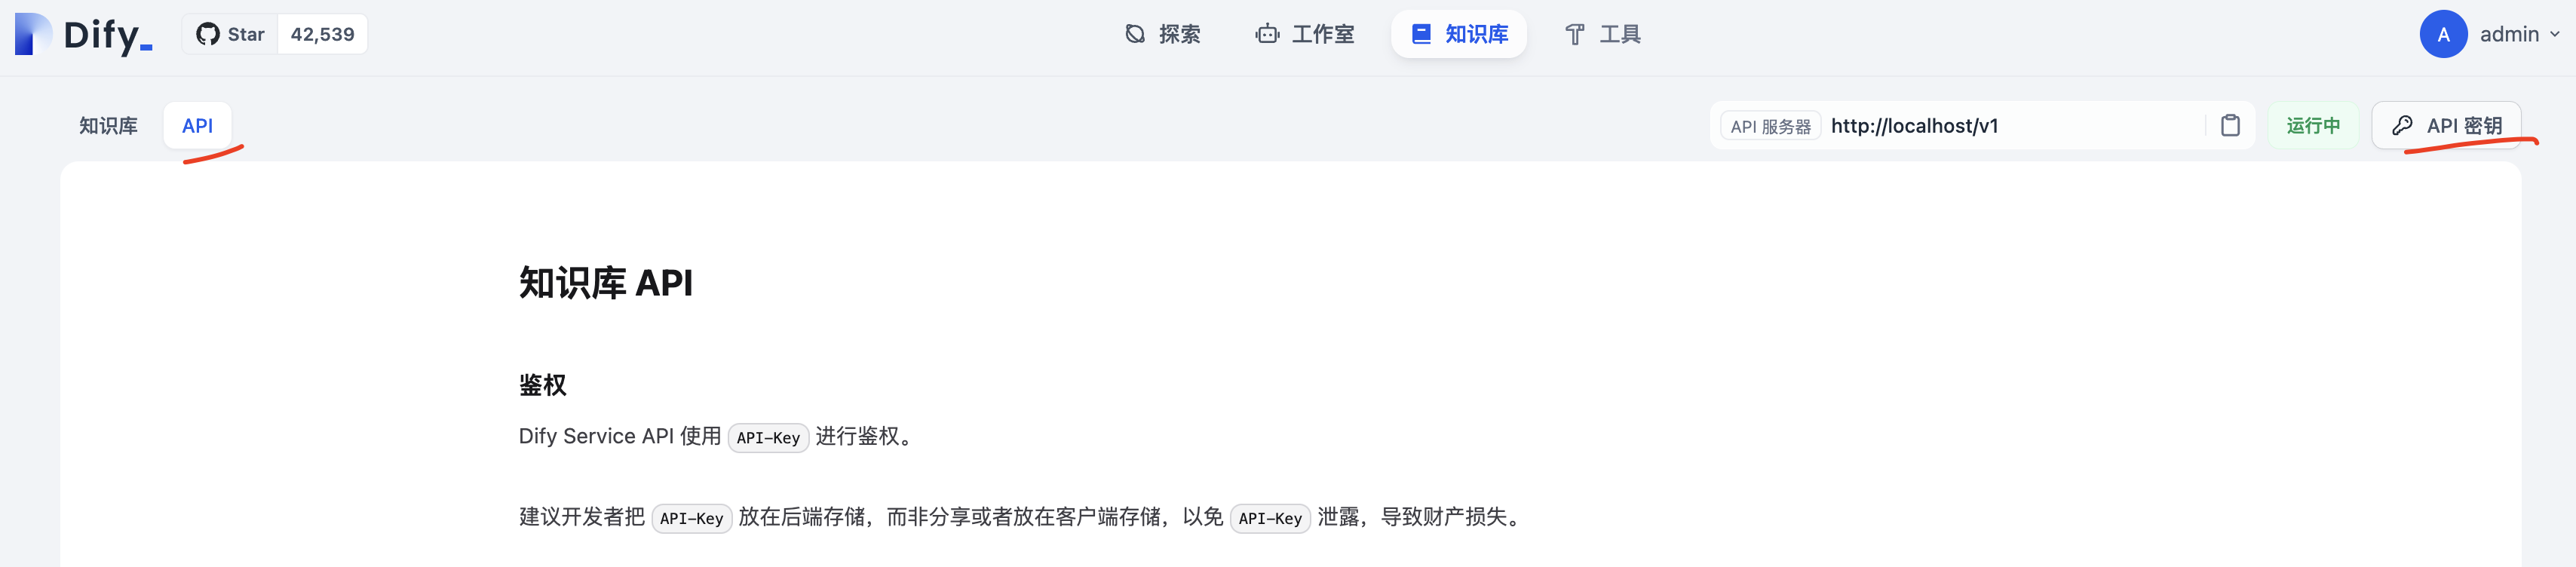 Dify_ Star 42,539 探索 工作室 知识库 工具 A admin
知识库 API API 服务器 http://localhost/v1 运行中 API 密钥
知识库 API
鉴权
Dify Service API 使用 API-Key 进行鉴权。
建议开发者把 API-Key 放在后端存储，而非分享或者放在客户端存储，以免 API-Key 泄露，导致财产损失。